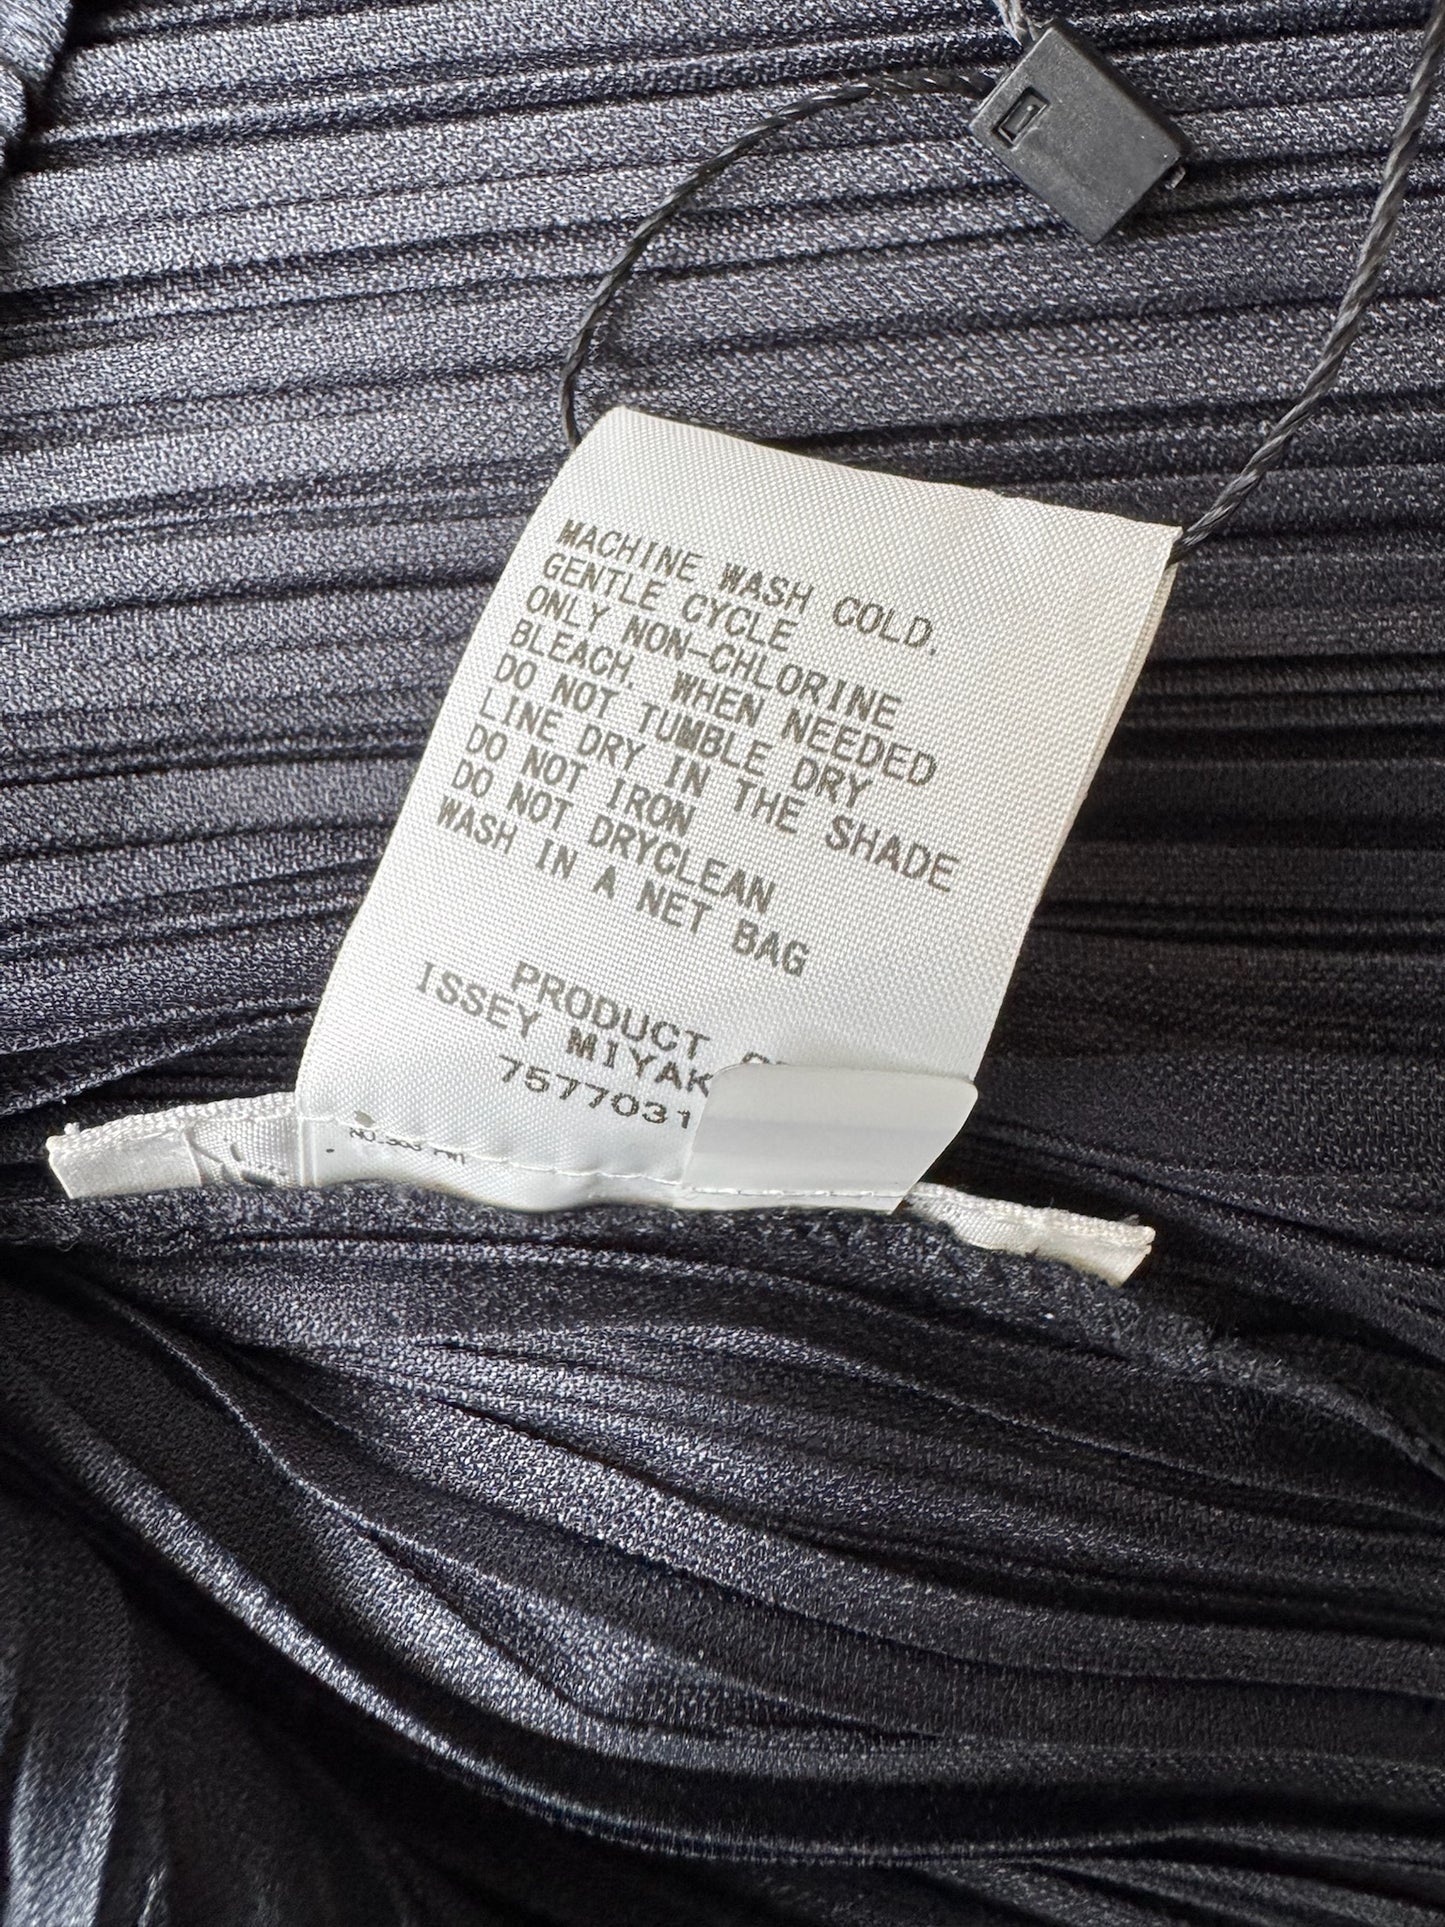 MACHINE WASH COLD,
GENTLE CYCLE
ONLY NON-CHLORINE
BLEACH, WHEN NEEDED
DO NOT TUMBLE DRY
LINE DRY IN THE SHADE
DO NOT IRON
DO NOT DRYCLEAN
WASH IN A NET BAG
PRODUCT
ISSEY MIYAK
7577031